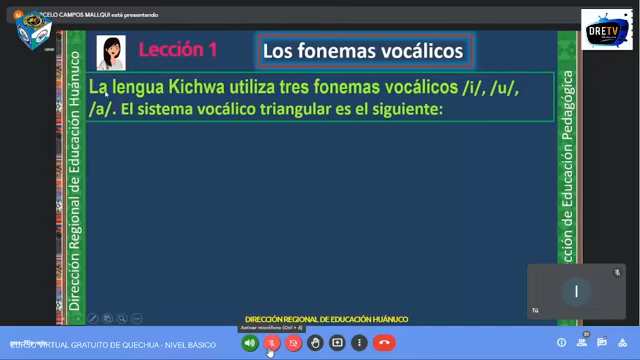 CELO CAMPOS MALLQUI está presentando
DRETV
Lección 1
Los fonemas vocálicos
La lengua Kichwa utiliza tres fonemas vocálicos /i/, /u/,
/a/. El sistema vocálico triangular es el siguiente:
Dirección Regional de Educación Huánuco
cción de Educación Pedagógica
I
Tú
DIRECCIÓN REGIONAL DE EDUCACIÓN HUÁNUCO
Activar micrófono (Ctrl + d)
CURSO VIRTUAL GRATUITO DE QUECHUA - NIVEL BÁSICO